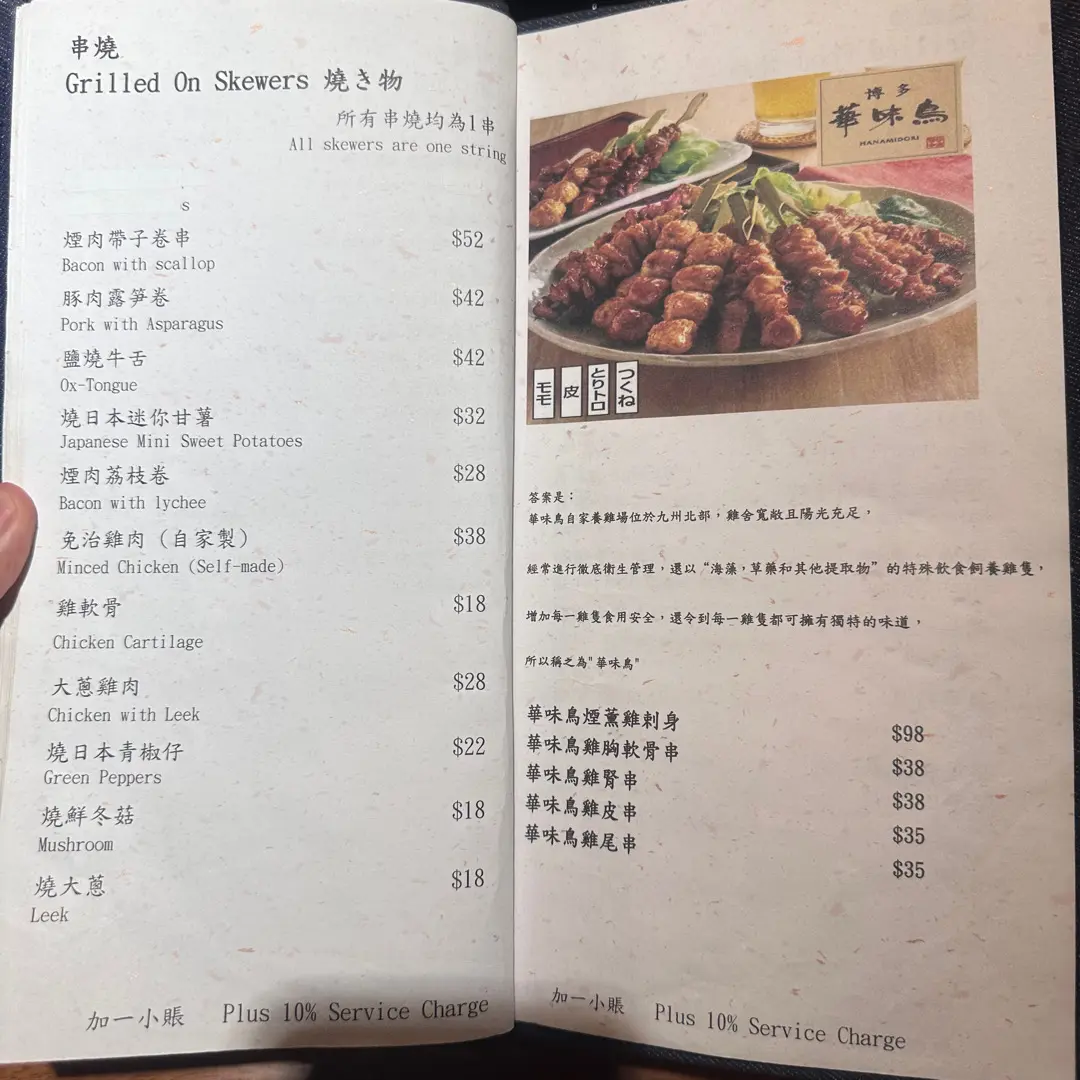 串燒
Grilled On Skewers 燒き物
所有串燒均為1串
All skewers are one string
s
煙肉帶子卷串 $52
Bacon with scallop
豚肉露笋卷 $42
Pork with Asparagus
鹽燒牛舌 $42
Ox-Tongue
燒日本迷你甘薯 $32
Japanese Mini Sweet Potatoes
煙肉荔枝卷 $28
Bacon with lychee
免治雞肉 (自家製) $38
Minced Chicken (Self-made)
雞軟骨 $18
Chicken Cartilage
大蔥雞肉 $28
Chicken with Leek
燒日本青椒仔 $22
Green Peppers
燒鮮冬菇 $18
Mushroom
燒大蔥 $18
Leek
加一小賬 Plus 10% Service Charge
博多
華味鳥
HANAMIDORI
モモ
皮
とりトロ
つくね
答案是：
華味鳥自家養雞場位於九州北部，雞舍寬敞且陽光充足，
經常進行徹底衛生管理，還以“海藻，草藥和其他提取物”的特殊飲食飼養雞隻，
增加每一雞隻食用安全，還令到每一雞隻都可擁有獨特的味道，
所以稱之為"華味鳥"
華味鳥煙薰雞刺身 $98
華味鳥雞胸軟骨串 $38
華味鳥雞腎串 $38
華味鳥雞皮串 $35
華味鳥雞尾串 $35
加一小賬 Plus 10% Service Charge